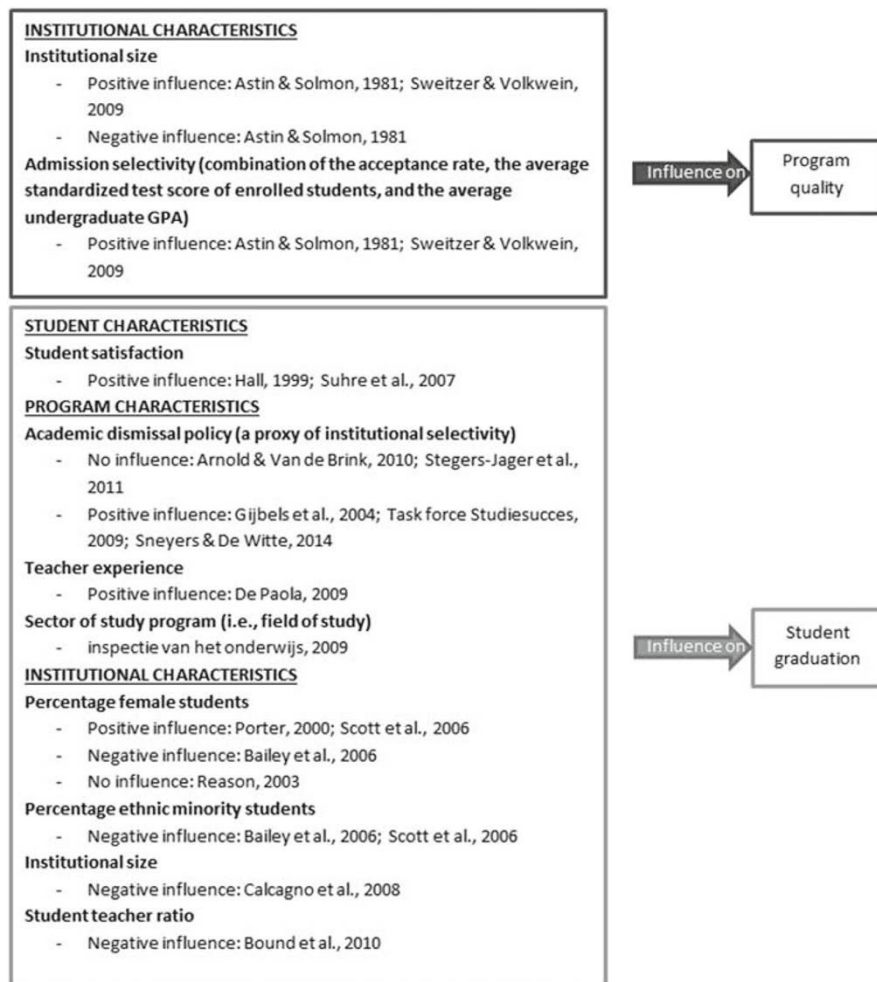 INSTITUTIONAL CHARACTERISTICS
Institutional size
- Positive influence: Astin & Solmon, 1981; Sweitzer & Volkwein,
2009
- Negative influence: Astin & Solmon, 1981
Admission selectivity (combination of the acceptance rate, the average
standardized test score of enrolled students, and the average
undergraduate GPA)
- Positive influence: Astin & Solmon, 1981; Sweitzer & Volkwein,
2009
Influence on
Program
quality
STUDENT CHARACTERISTICS
Student satisfaction
- Positive influence: Hall, 1999; Suhre et al., 2007
PROGRAM CHARACTERISTICS
Academic dismissal policy (a proxy of institutional selectivity)
- No influence: Arnold & Van de Brink, 2010; Stegers-Jager et al.,
2011
- Positive influence: Gijbels et al., 2004; Task force Studiesucces,
2009; Sneyers & De Witte, 2014
Teacher experience
- Positive influence: De Paola, 2009
Sector of study program (i.e., field of study)
- inspectie van het onderwijs, 2009
INSTITUTIONAL CHARACTERISTICS
Percentage female students
- Positive influence: Porter, 2000; Scott et al., 2006
- Negative influence: Bailey et al., 2006
- No influence: Reason, 2003
Percentage ethnic minority students
- Negative influence: Bailey et al., 2006; Scott et al., 2006
Institutional size
- Negative influence: Calcagno et al., 2008
Student teacher ratio
- Negative influence: Bound et al., 2010
Influence on
Student
graduation